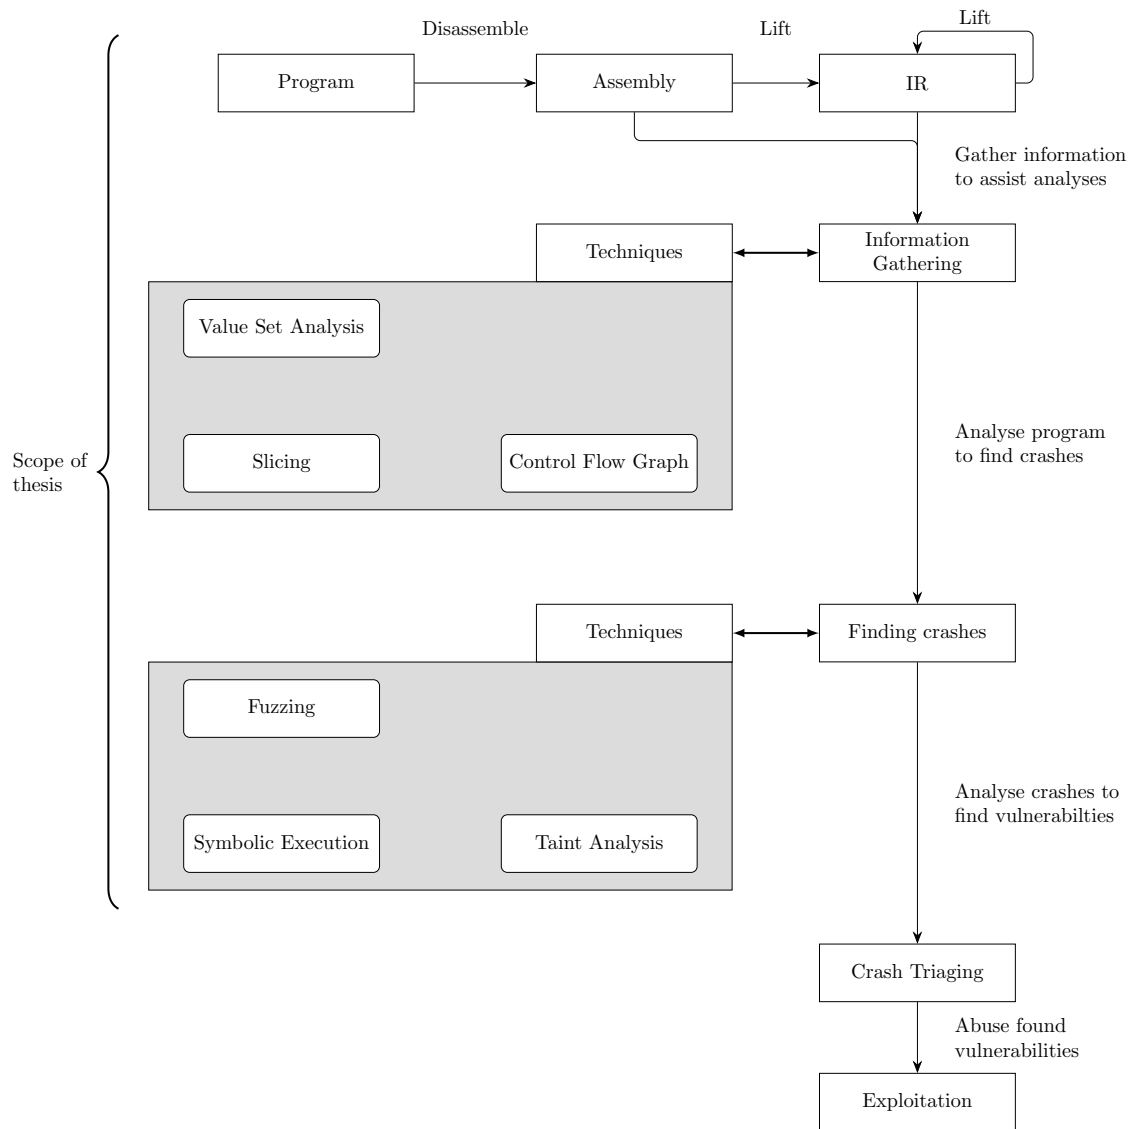 Disassemble
Lift
Lift
Program
Assembly
IR
Gather information
to assist analyses
Techniques
Information
Gathering
Value Set Analysis
Analyse program
to find crashes
Slicing
Control Flow Graph
Scope of
thesis
Techniques
Finding crashes
Fuzzing
Analyse crashes to
find vulnerabilties
Symbolic Execution
Taint Analysis
Crash Triaging
Abuse found
vulnerabilities
Exploitation